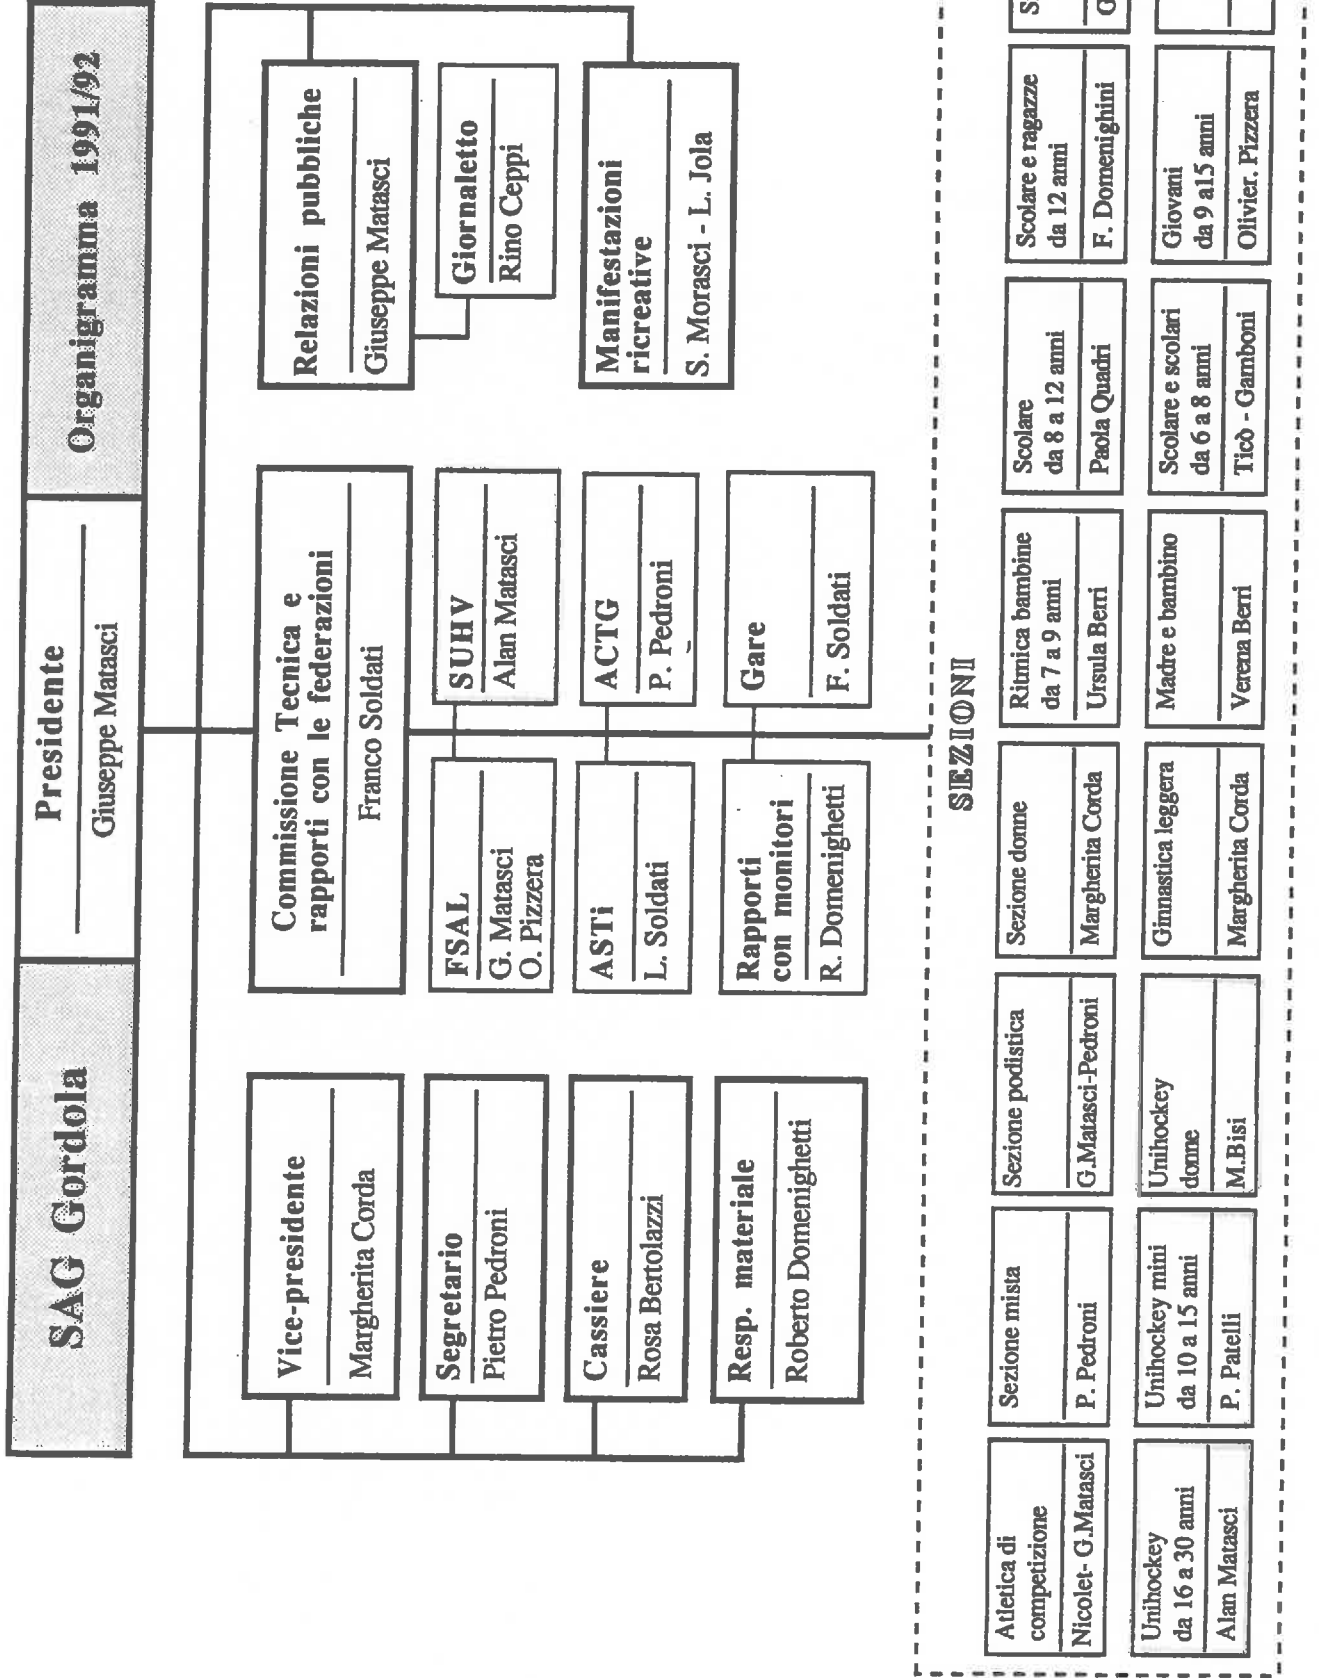 SAG Gordola
Presidente
Giuseppe Matasci
Organigramma 1991/92
Vice-presidente
Margherita Corda
Segretario
Pietro Pedroni
Cassiere
Rosa Bertolazzi
Resp. materiale
Roberto Domenighetti
Commissione Tecnica e
rapporti con le federazioni
Franco Soldati
FSAL
G. Matasci
O. Pizzera
SUHV
Alan Matasci
ASTi
L. Soldati
ACTG
P. Pedroni
Rapporti
con monitori
R. Domenighetti
Gare
F. Soldati
Relazioni pubbliche
Giuseppe Matasci
Giornaletto
Rino Ceppi
Manifestazioni
ricreative
S. Morasci - L. Jola
SEZIONI
Atletica di
competizione
Nicolet- G.Matasci
Sezione mista
P. Pedroni
Sezione podistica
G.Matasci-Pedroni
Sezione donne
Margherita Corda
Ritmica bambine
da 7 a 9 anni
Ursula Berri
Scolare
da 8 a 12 anni
Paola Quadri
Scolare e ragazze
da 12 anni
F. Domenighini
S
G
Unihockey
da 16 a 30 anni
Alan Matasci
Unihockey mini
da 10 a 15 anni
P. Patelli
Unihockey
donne
M.Bisi
Ginnastica leggera
Margherita Corda
Madre e bambino
Verena Berri
Scolare e scolari
da 6 a 8 anni
Ticò - Gamboni
Giovani
da 9 a15 anni
Olivier. Pizzera